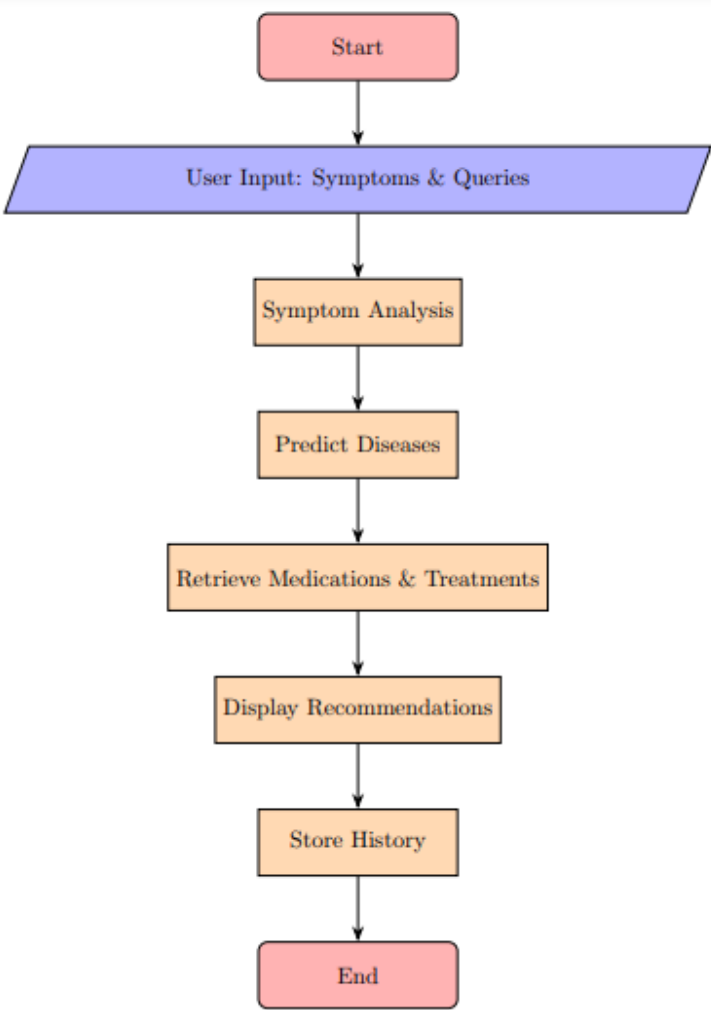 Start
User Input: Symptoms & Queries
Symptom Analysis
Predict Diseases
Retrieve Medications & Treatments
Display Recommendations
Store History
End